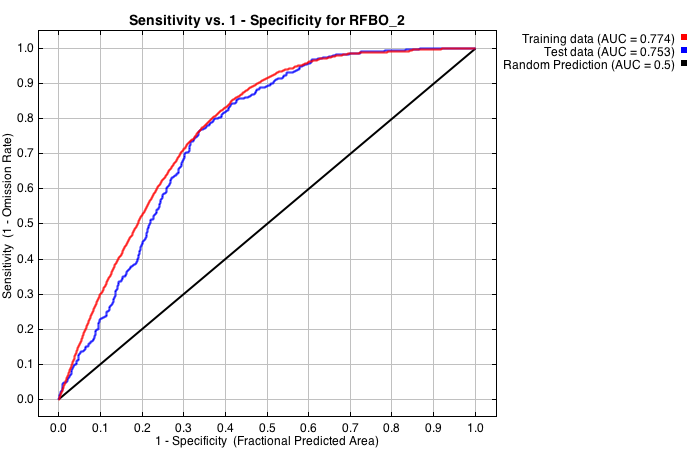 Sensitivity vs. 1 - Specificity for RFBO_2
Training data (AUC = 0.774)
Test data (AUC = 0.753)
Random Prediction (AUC = 0.5)
Sensitivity (1 - Omission Rate)
1.0
0.9
0.8
0.7
0.6
0.5
0.4
0.3
0.2
0.1
0.0
0.0 0.1 0.2 0.3 0.4 0.5 0.6 0.7 0.8 0.9 1.0
1 - Specificity (Fractional Predicted Area)